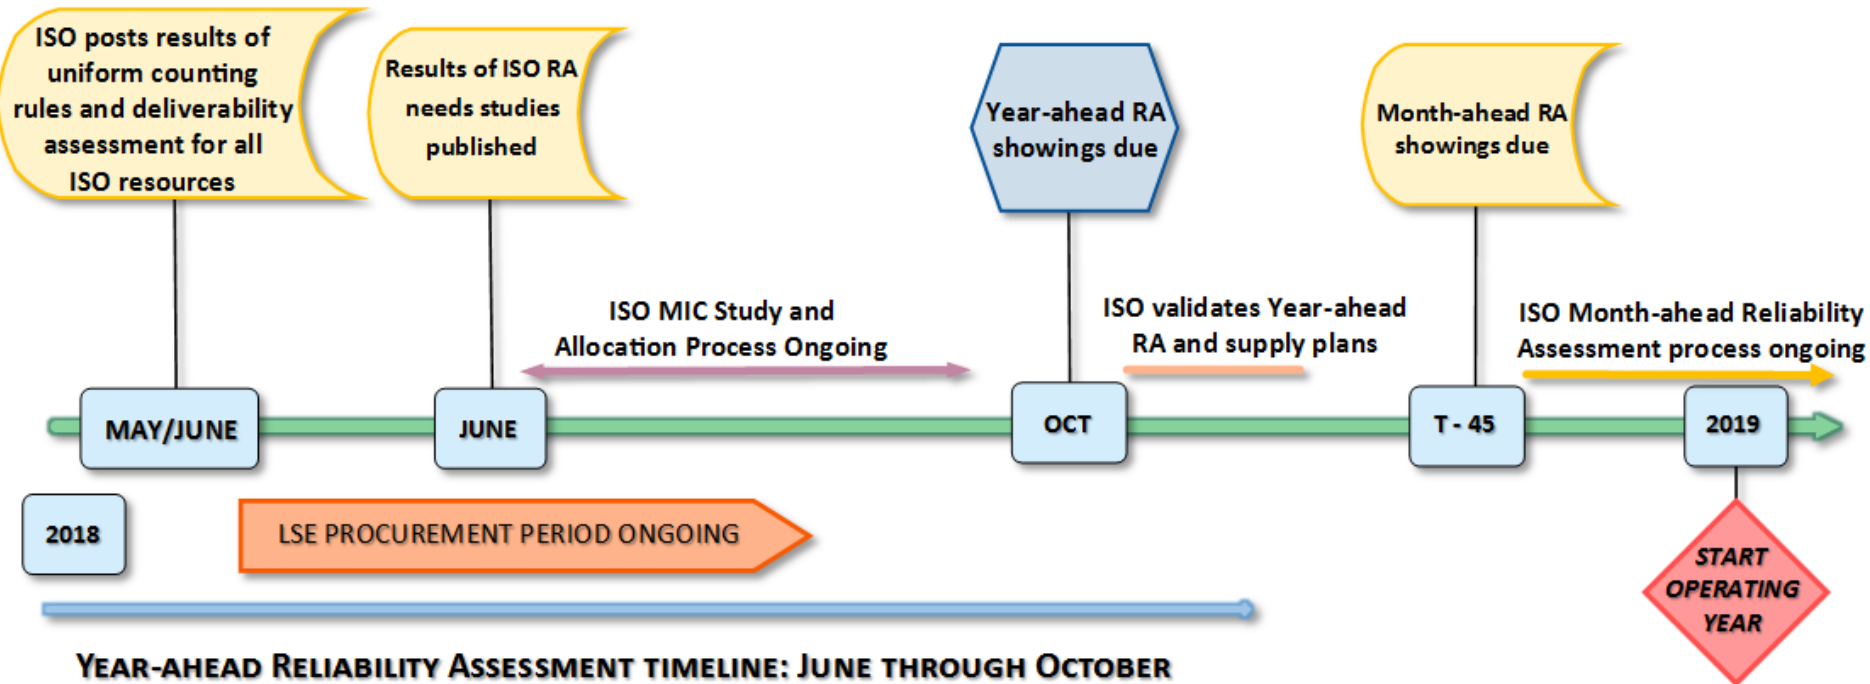 ISO posts results of
uniform counting
rules and deliverability
assessment for all
ISO resources
Results of ISO RA
needs studies
published
Year-ahead RA
showings due
Month-ahead RA
showings due
ISO MIC Study and
Allocation Process Ongoing
ISO validates Year-ahead
RA and supply plans
ISO Month-ahead Reliability
Assessment process ongoing
MAY/JUNE
JUNE
OCT
T - 45
2019
2018
LSE PROCUREMENT PERIOD ONGOING
START
OPERATING
YEAR
YEAR-AHEAD RELIABILITY ASSESSMENT TIMELINE: JUNE THROUGH OCTOBER